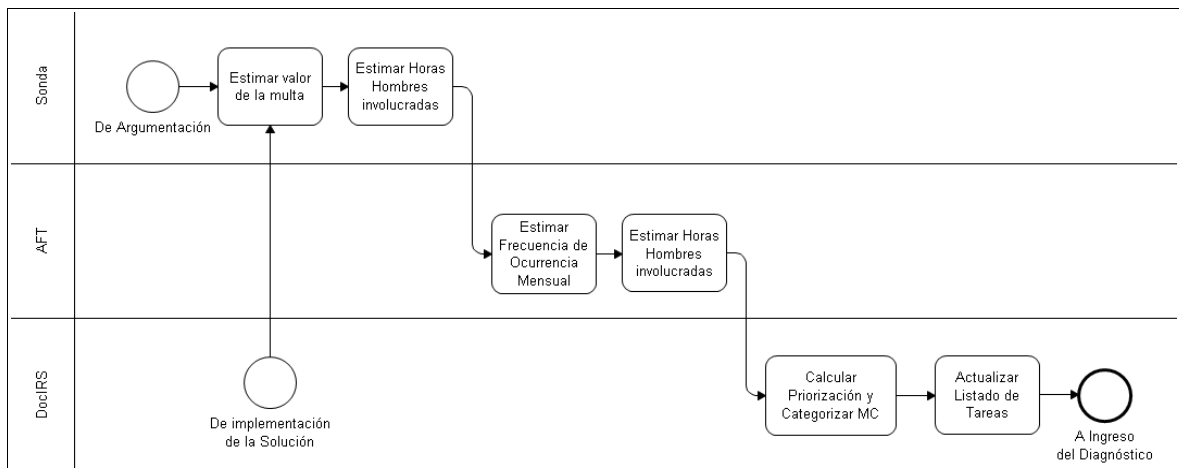 Sonda
De Argumentación
Estimar valor
de la multa
Estimar Horas
Hombres
involucradas
AFT
Estimar
Frecuencia de
Ocurrencia
Mensual
Estimar Horas
Hombres
involucradas
DocIRS
De implementación
de la Solución
Calcular
Priorización y
Categorizar MC
Actualizar
Listado de
Tareas
A Ingreso
del Diagnóstico